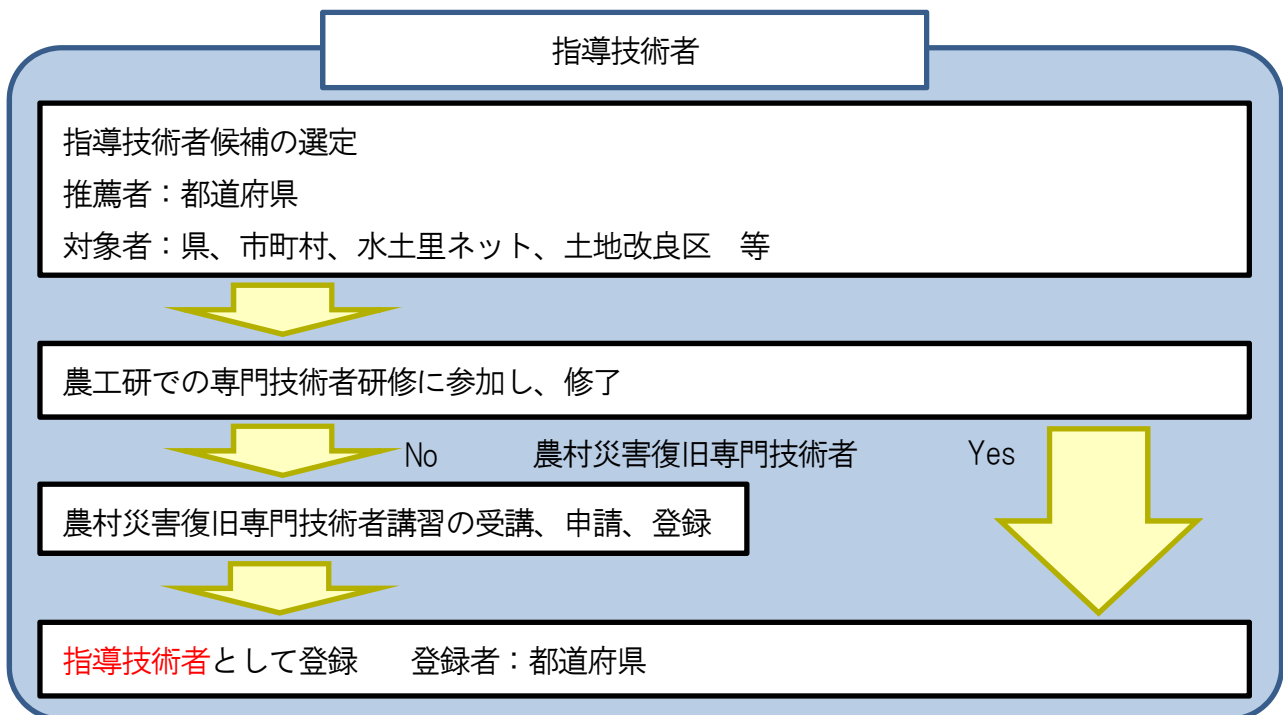 指導技術者
指導技術者候補の選定
推薦者：都道府県
対象者：県、市町村、水土里ネット、土地改良区　等
農工研での専門技術者研修に参加し、修了
No　農村災害復旧専門技術者　Yes
農村災害復旧専門技術者講習の受講、申請、登録
指導技術者として登録　登録者：都道府県